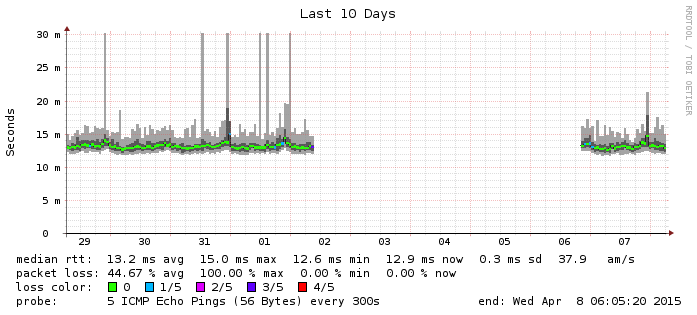 Last 10 Days
RRDTOOL / TOBI OETIKER
Seconds
30 m
25 m
20 m
15 m
10 m
5 m
0
29 30 31 01 02 03 04 05 06 07
median rtt: 13.2 ms avg 15.0 ms max 12.6 ms min 12.9 ms now 0.3 ms sd 37.9 am/s
packet loss: 44.67 % avg 100.00 % max 0.00 % min 0.00 % now
loss color: 0 1/5 2/5 3/5 4/5
probe: 5 ICMP Echo Pings (56 Bytes) every 300s end: Wed Apr 8 06:05:20 2015